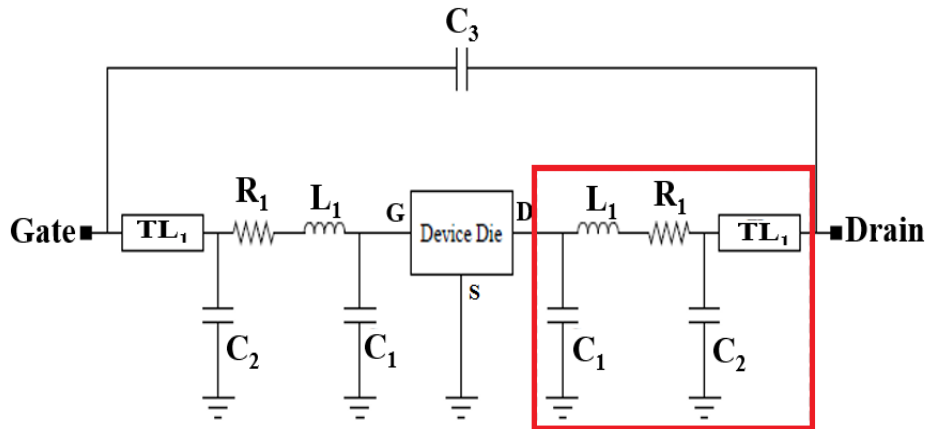 C₃
R₁ L₁ L₁ R₁
Gate TL₁ G Device Die D TL₁ Drain
S
C₂ C₁ C₁ C₂